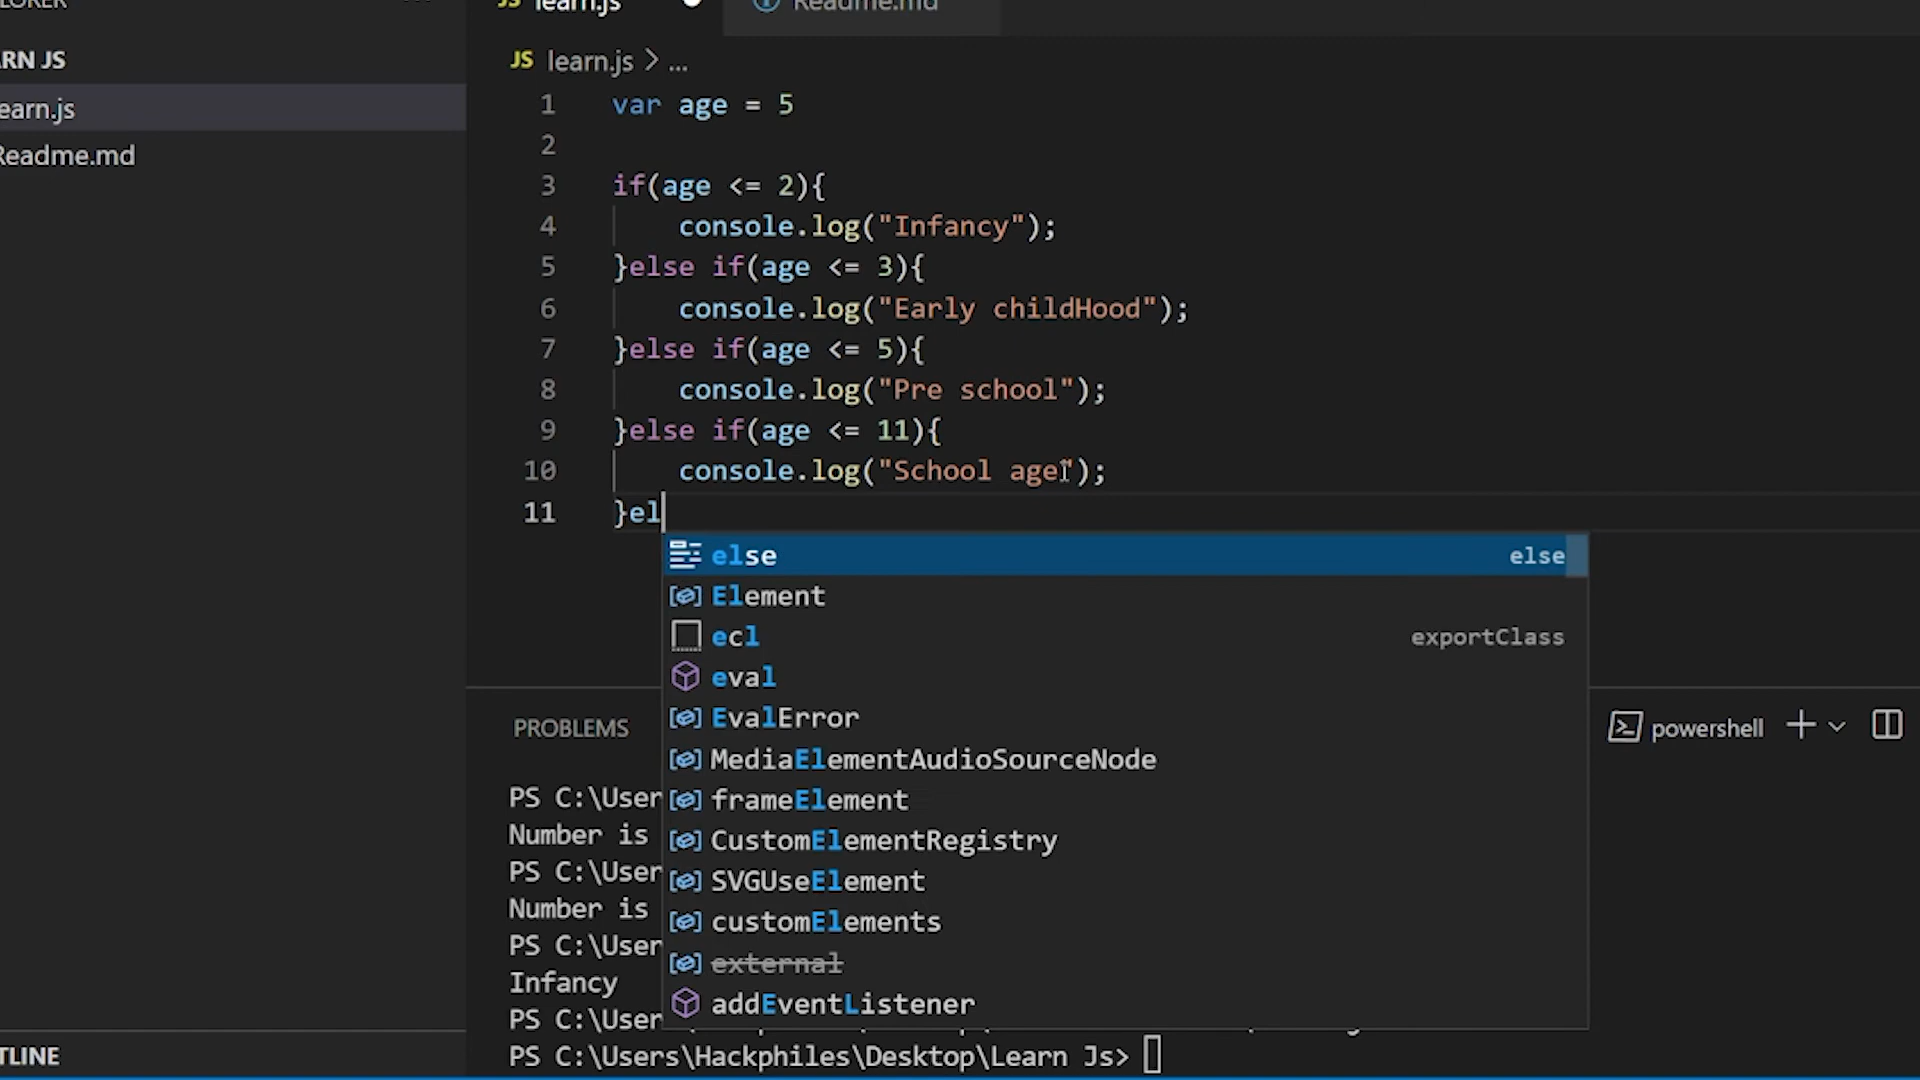 learn.js
Readme.md
RN JS
JS learn.js > ...
earn.js
Readme.md
1 var age = 5
2
3 if(age <= 2){
4 console.log("Infancy");
5 }else if(age <= 3){
6 console.log("Early childHood");
7 }else if(age <= 5){
8 console.log("Pre school");
9 }else if(age <= 11){
10 console.log("School age");
11 }el
else else
Element
ecl exportClass
eval
EvalError
MediaElementAudioSourceNode
frameElement
CustomElementRegistry
SVGUseElement
customElements
external
addEventListener
PROBLEMS
powershell
PS C:\User
Number is
PS C:\User
Number is
PS C:\User
Infancy
PS C:\User
PS C:\Users\Hackphiles\Desktop\Learn Js>
TLINE